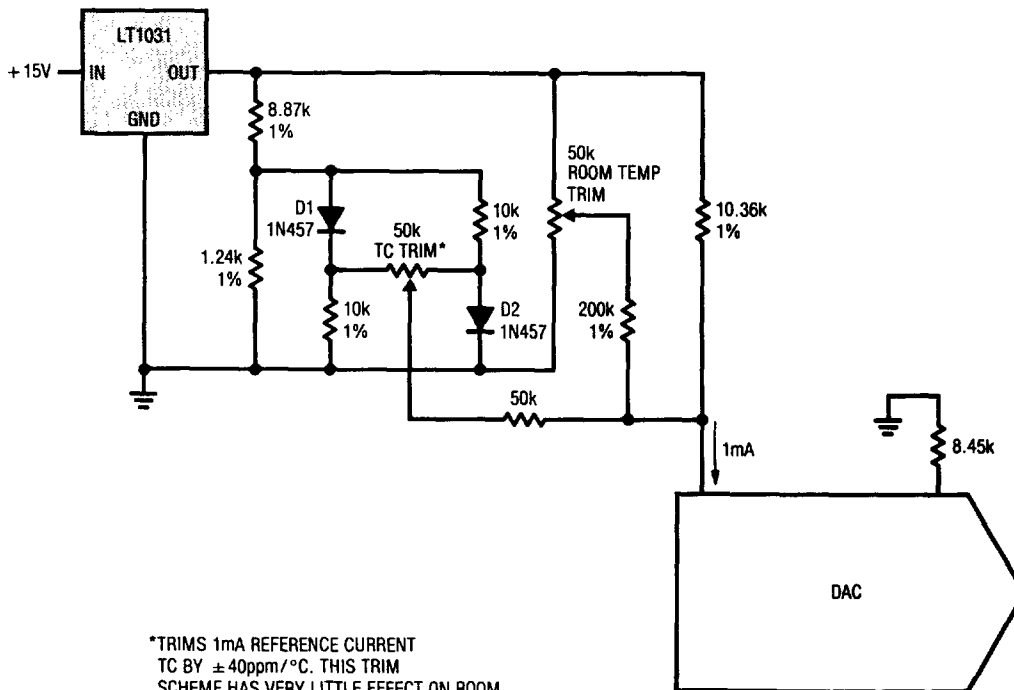 LT1031
+ 15V
IN
OUT
GND
8.87k
1%
50k
ROOM TEMP
TRIM
D1
1N457
50k
TC TRIM*
10k
1%
10.36k
1%
1.24k
1%
10k
1%
D2
1N457
200k
1%
50k
1mA
8.45k
DAC
*TRIMS 1mA REFERENCE CURRENT
TC BY ± 40ppm/°C. THIS TRIM
SCHEME HAS VERY LITTLE EFFECT ON ROOM